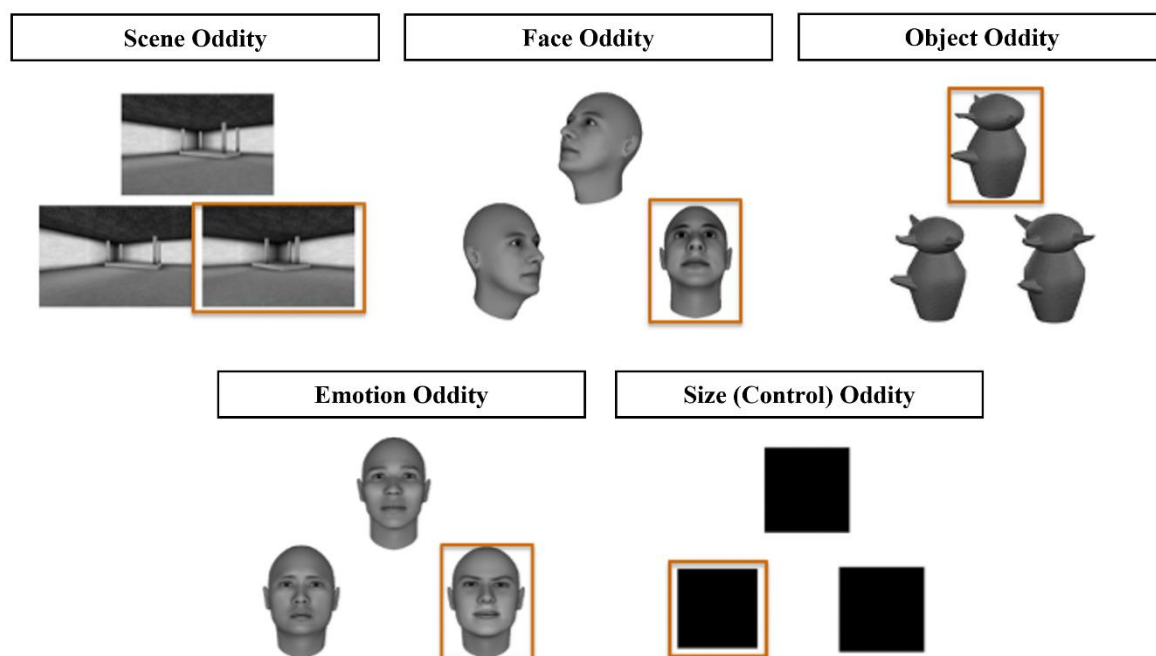 Scene Oddity
Face Oddity
Object Oddity
Emotion Oddity
Size (Control) Oddity